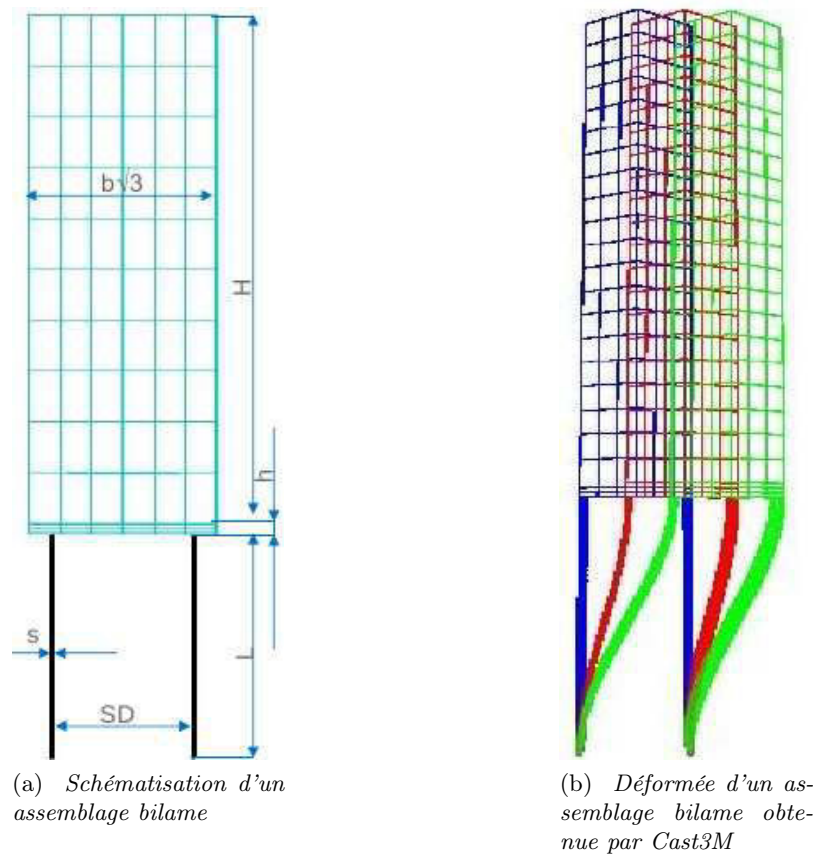 b√3
H
h
s
L
SD
(a) Schématisation d'un
assemblage bilame
(b) Déformée d'un as-
semblage bilame obte-
nue par Cast3M